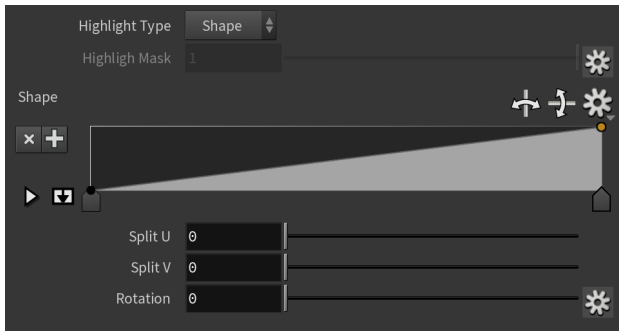 Highlight Type Shape
Highligh Mask 1
Shape
Split U 0
Split V 0
Rotation 0